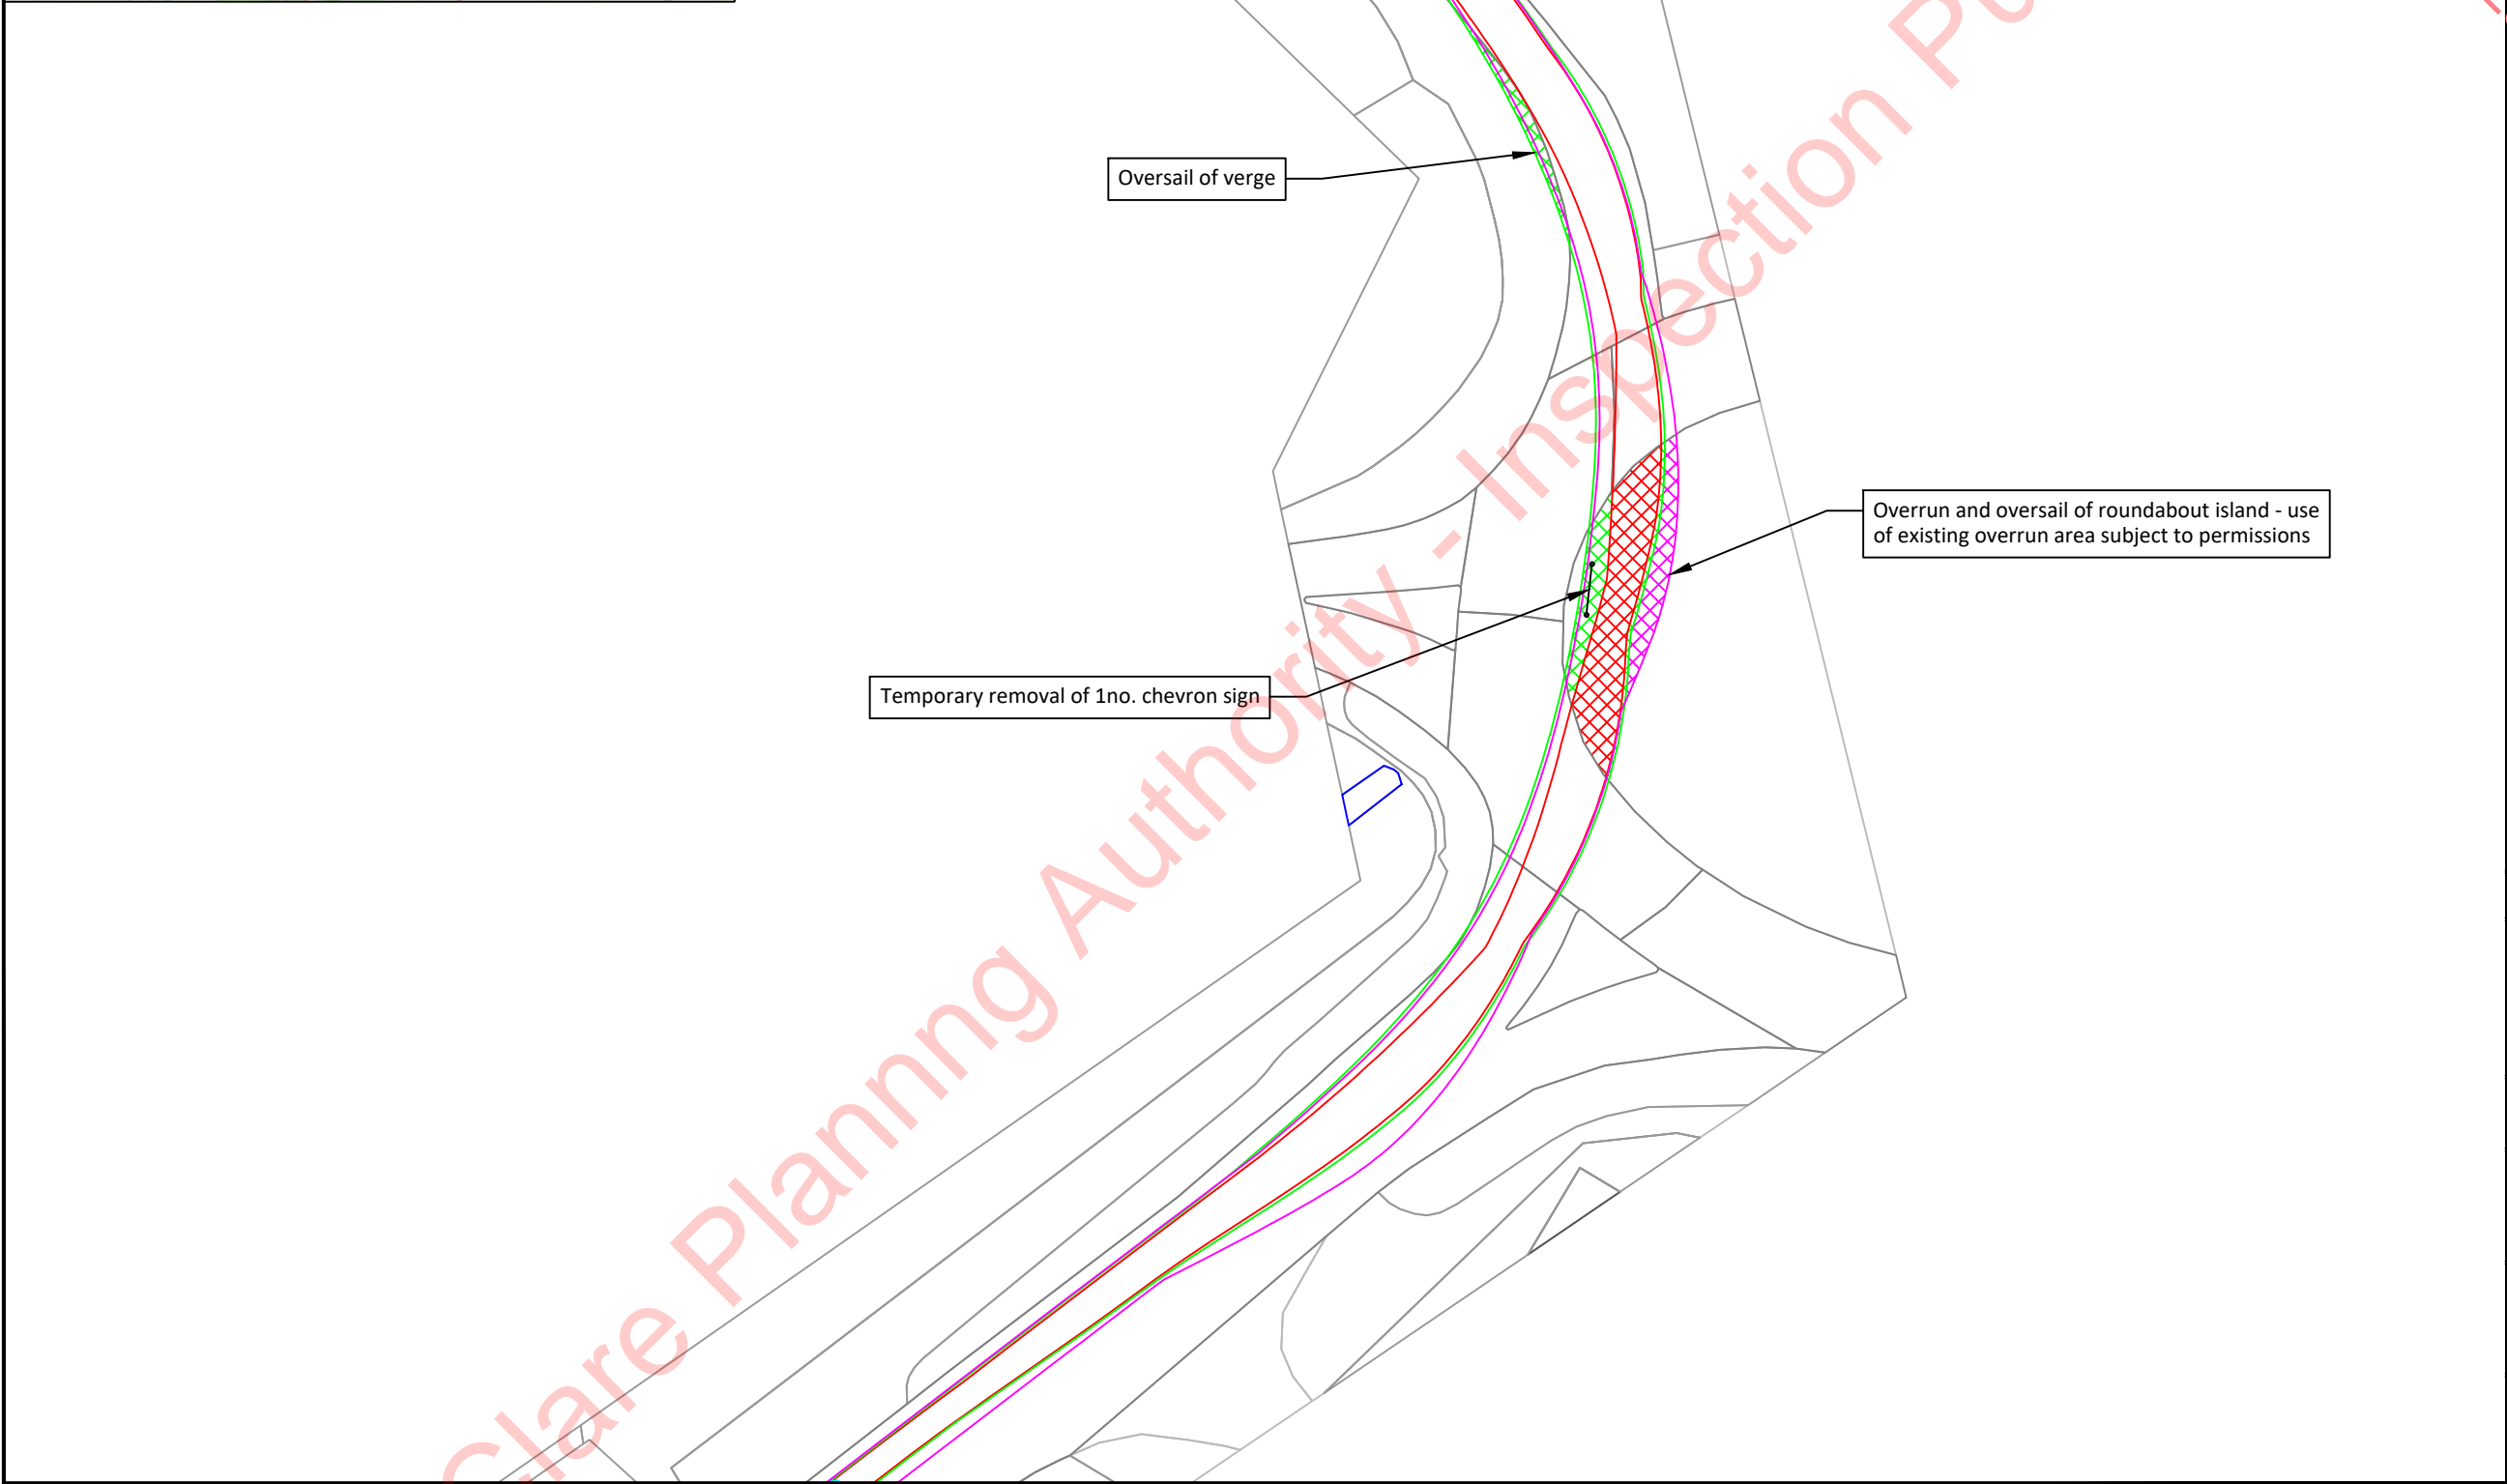 Oversail of verge
Overrun and oversail of roundabout island - use
of existing overrun area subject to permissions
Temporary removal of 1no. chevron sign
Clare Planning Authority - Inspection Pu